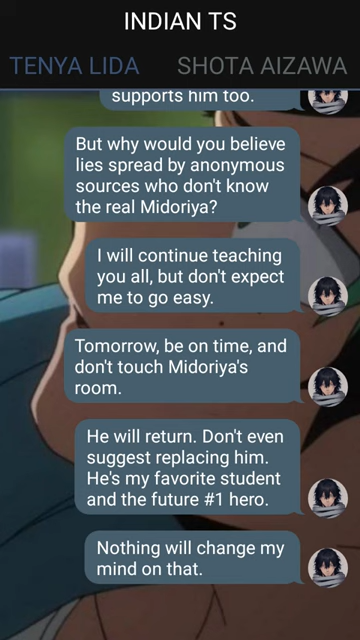 INDIAN TS
TENYA LIDA SHOTA AIZAWA
supports him too.
But why would you believe
lies spread by anonymous
sources who don't know
the real Midoriya?
I will continue teaching
you all, but don't expect
me to go easy.
Tomorrow, be on time, and
don't touch Midoriya's
room.
He will return. Don't even
suggest replacing him.
He's my favorite student
and the future #1 hero.
Nothing will change my
mind on that.